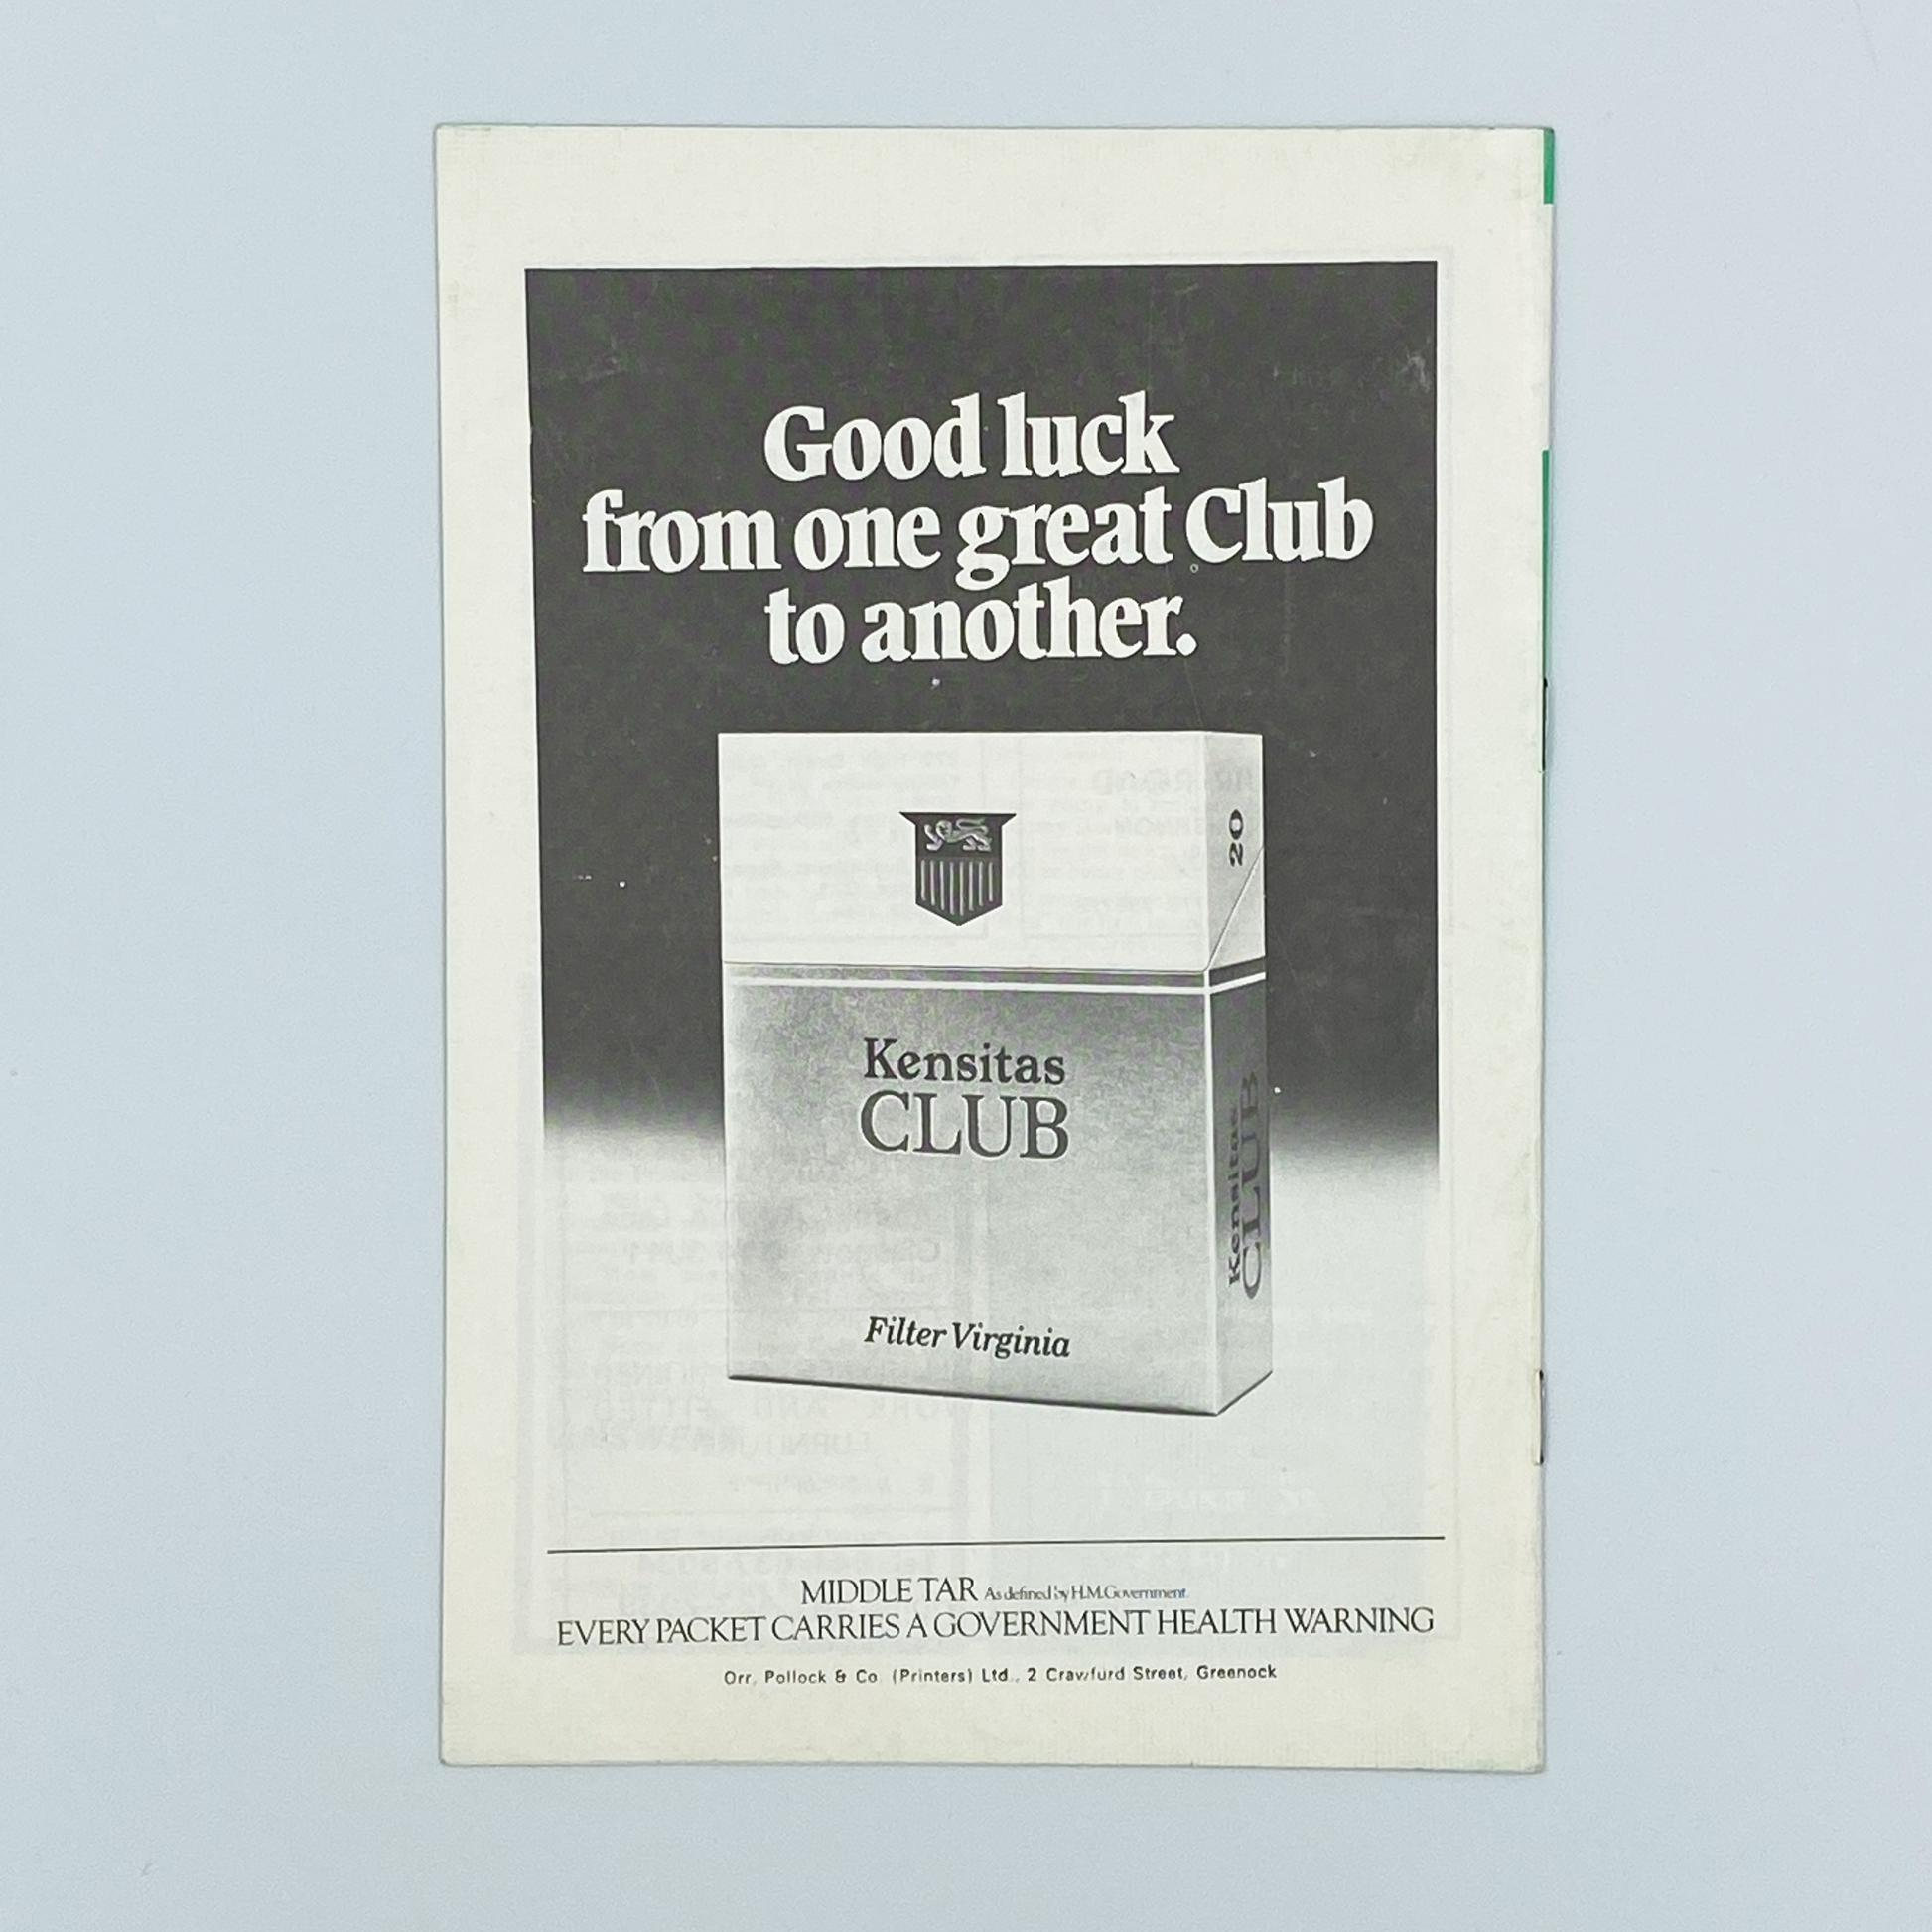 Good luck
from one great Club
to another.
20
Kensitas
CLUB
Kensitas
CLUB
Filter Virginia
MIDDLE TAR As defined by H.M.Government.
EVERY PACKET CARRIES A GOVERNMENT HEALTH WARNING
Orr, Pollock & Co. (Printers) Ltd., 2 Crawfurd Street, Greenock